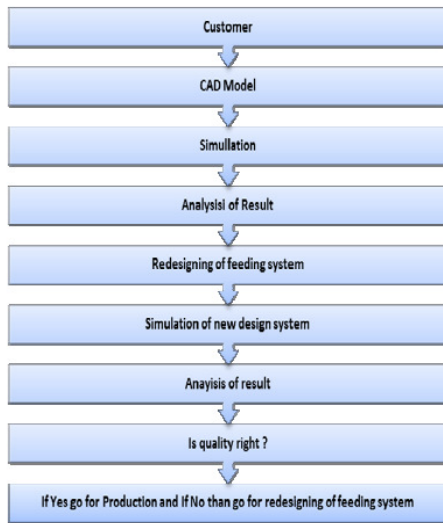 Customer
CAD Model
Simullation
Analysisi of Result
Redesigning of feeding system
Simulation of new design system
Anayisis of result
Is quality right ?
If Yes go for Production and If No than go for redesigning of feeding system